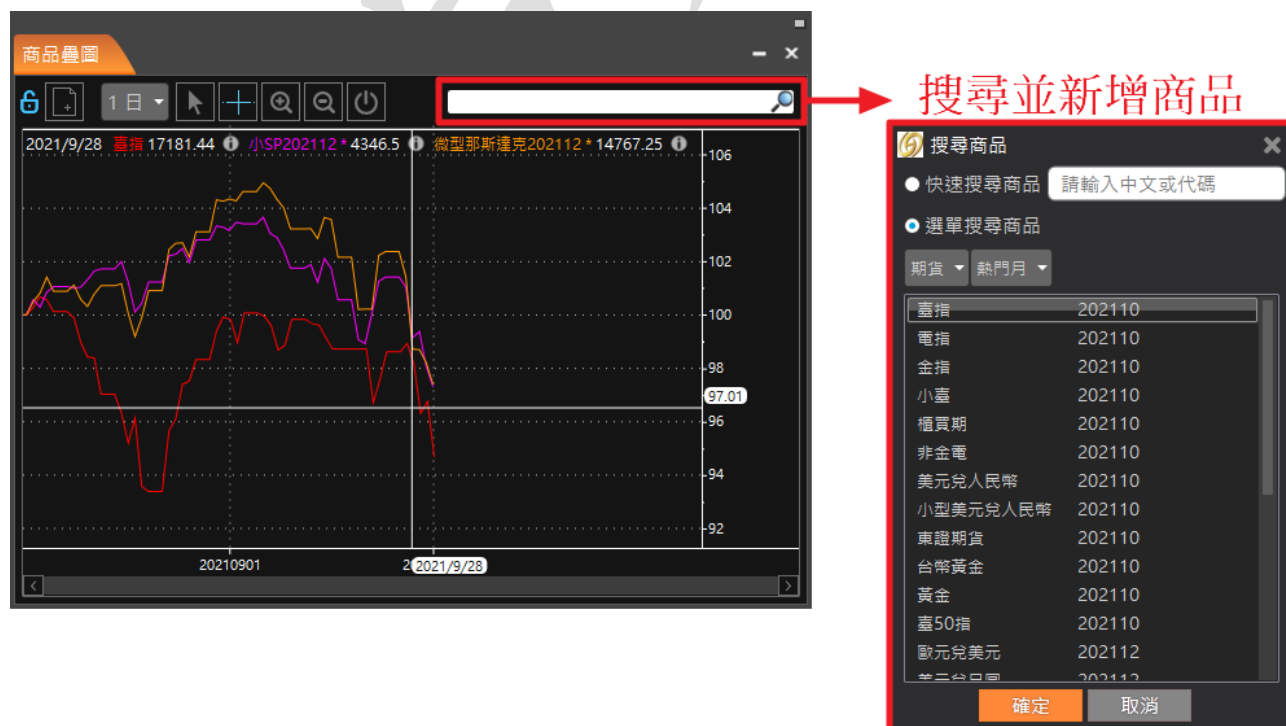 商品疊圖
1 日
搜尋並新增商品
2021/9/28 臺指 17181.44 小SP202112 * 4346.5 微型那斯達克202112 * 14767.25
106
104
102
100
98
97.01
96
94
92
20210901
2021/9/28
搜尋商品
快速搜尋商品 請輸入中文或代碼
選單搜尋商品
期貨 熱門月
臺指 202110
電指 202110
金指 202110
小臺 202110
櫃買期 202110
非金電 202110
美元兌人民幣 202110
小型美元兌人民幣 202110
東證期貨 202110
台幣黃金 202110
黃金 202110
臺50指 202110
歐元兌美元 202112
美元兌日圓 202112
確定 取消